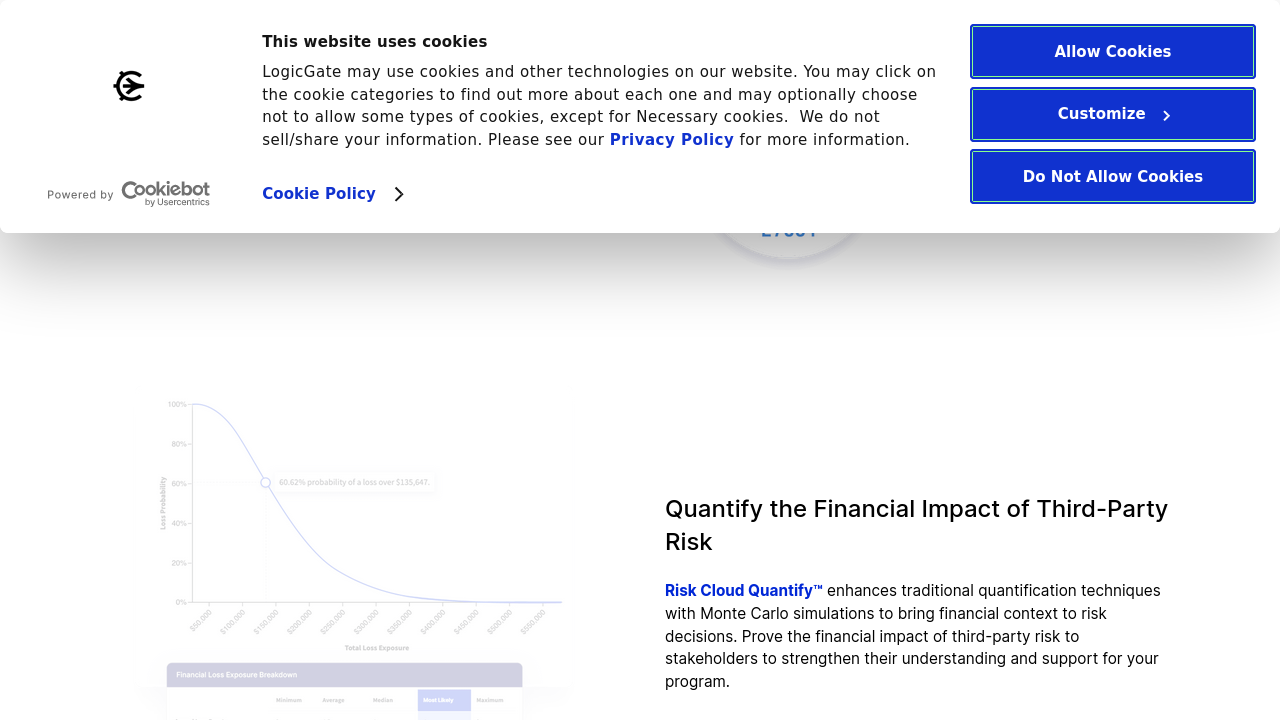 This website uses cookies
LogicGate may use cookies and other technologies on our website. You may click on
the cookie categories to find out more about each one and may optionally choose
not to allow some types of cookies, except for Necessary cookies.  We do not
sell/share your information. Please see our Privacy Policy for more information.
Cookie Policy
Powered by Cookiebot
by Usercentrics
Allow Cookies
Customize
Do Not Allow Cookies
100%
80%
60%
40%
20%
0%
Loss Probability
60.62% probability of a loss over $135,647.
$50,000
$100,000
$150,000
$200,000
$250,000
$300,000
$350,000
$400,000
$450,000
$500,000
$550,000
Total Loss Exposure
Financial Loss Exposure Breakdown
Minimum Average Median Most Likely Maximum
Quantify the Financial Impact of Third-Party
Risk
Risk Cloud Quantify™ enhances traditional quantification techniques
with Monte Carlo simulations to bring financial context to risk
decisions. Prove the financial impact of third-party risk to
stakeholders to strengthen their understanding and support for your
program.